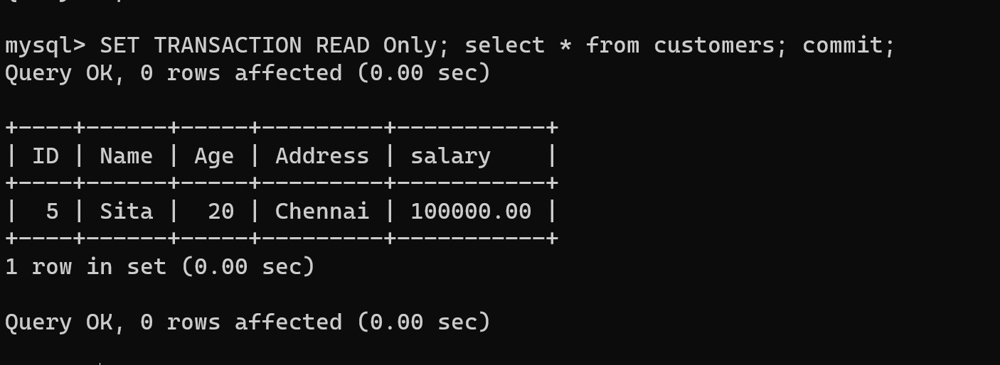 mysql> SET TRANSACTION READ Only; select * from customers; commit;
Query OK, 0 rows affected (0.00 sec)
+----+------+-----+---------+-----------+
| ID | Name | Age | Address | salary    |
+----+------+-----+---------+-----------+
|  5 | Sita |  20 | Chennai | 100000.00 |
+----+------+-----+---------+-----------+
1 row in set (0.00 sec)
Query OK, 0 rows affected (0.00 sec)